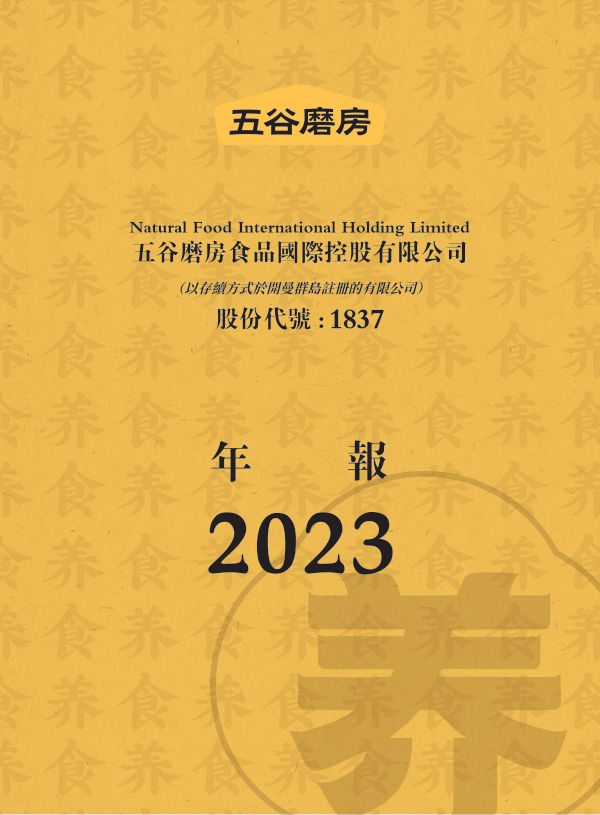 五谷磨房
Natural Food International Holding Limited
五谷磨房食品國際控股有限公司
（以存續方式於開曼群島註冊的有限公司）
股份代號 : 1837
年 報
2023
养